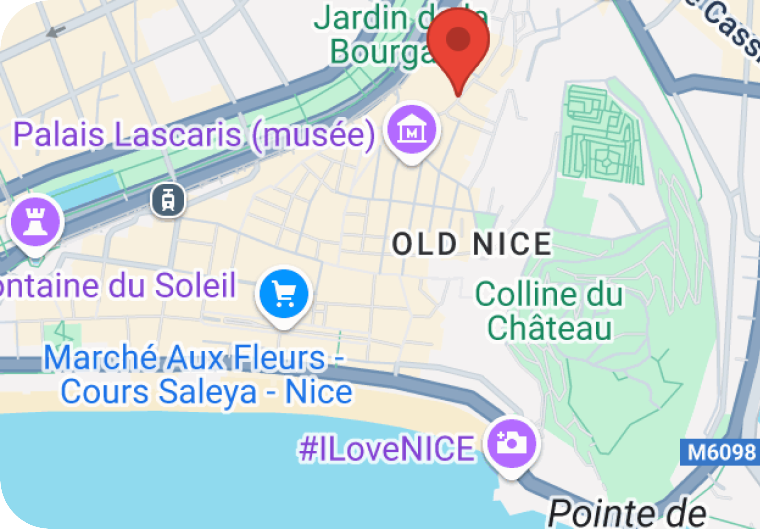 Jardin de la
Bourga
Cass
Palais Lascaris (musée)
M
OLD NICE
ontaine du Soleil
Colline du
Château
Marché Aux Fleurs -
Cours Saleya - Nice
#ILoveNICE
M6098
Pointe de